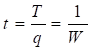 t = T/q = 1/W